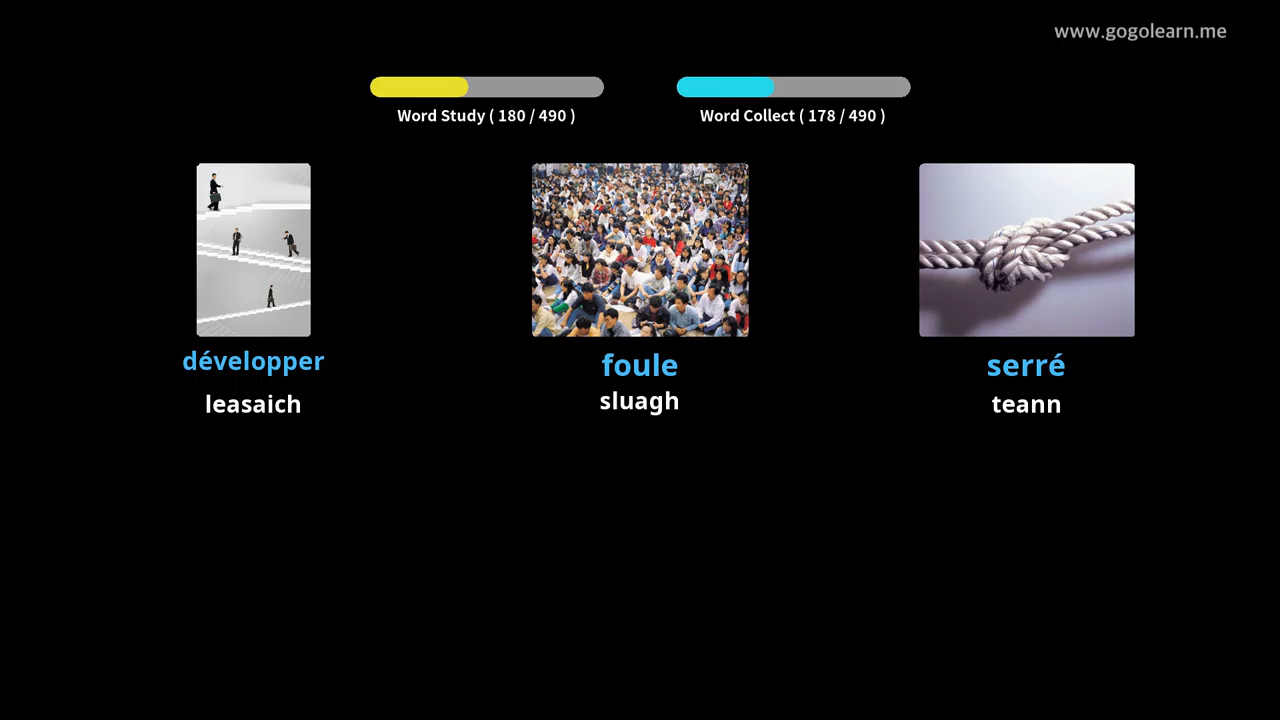 www.gogolearn.me
Word Study ( 180 / 490 )
Word Collect ( 178 / 490 )
développer
foule
serré
leasaich
sluagh
teann